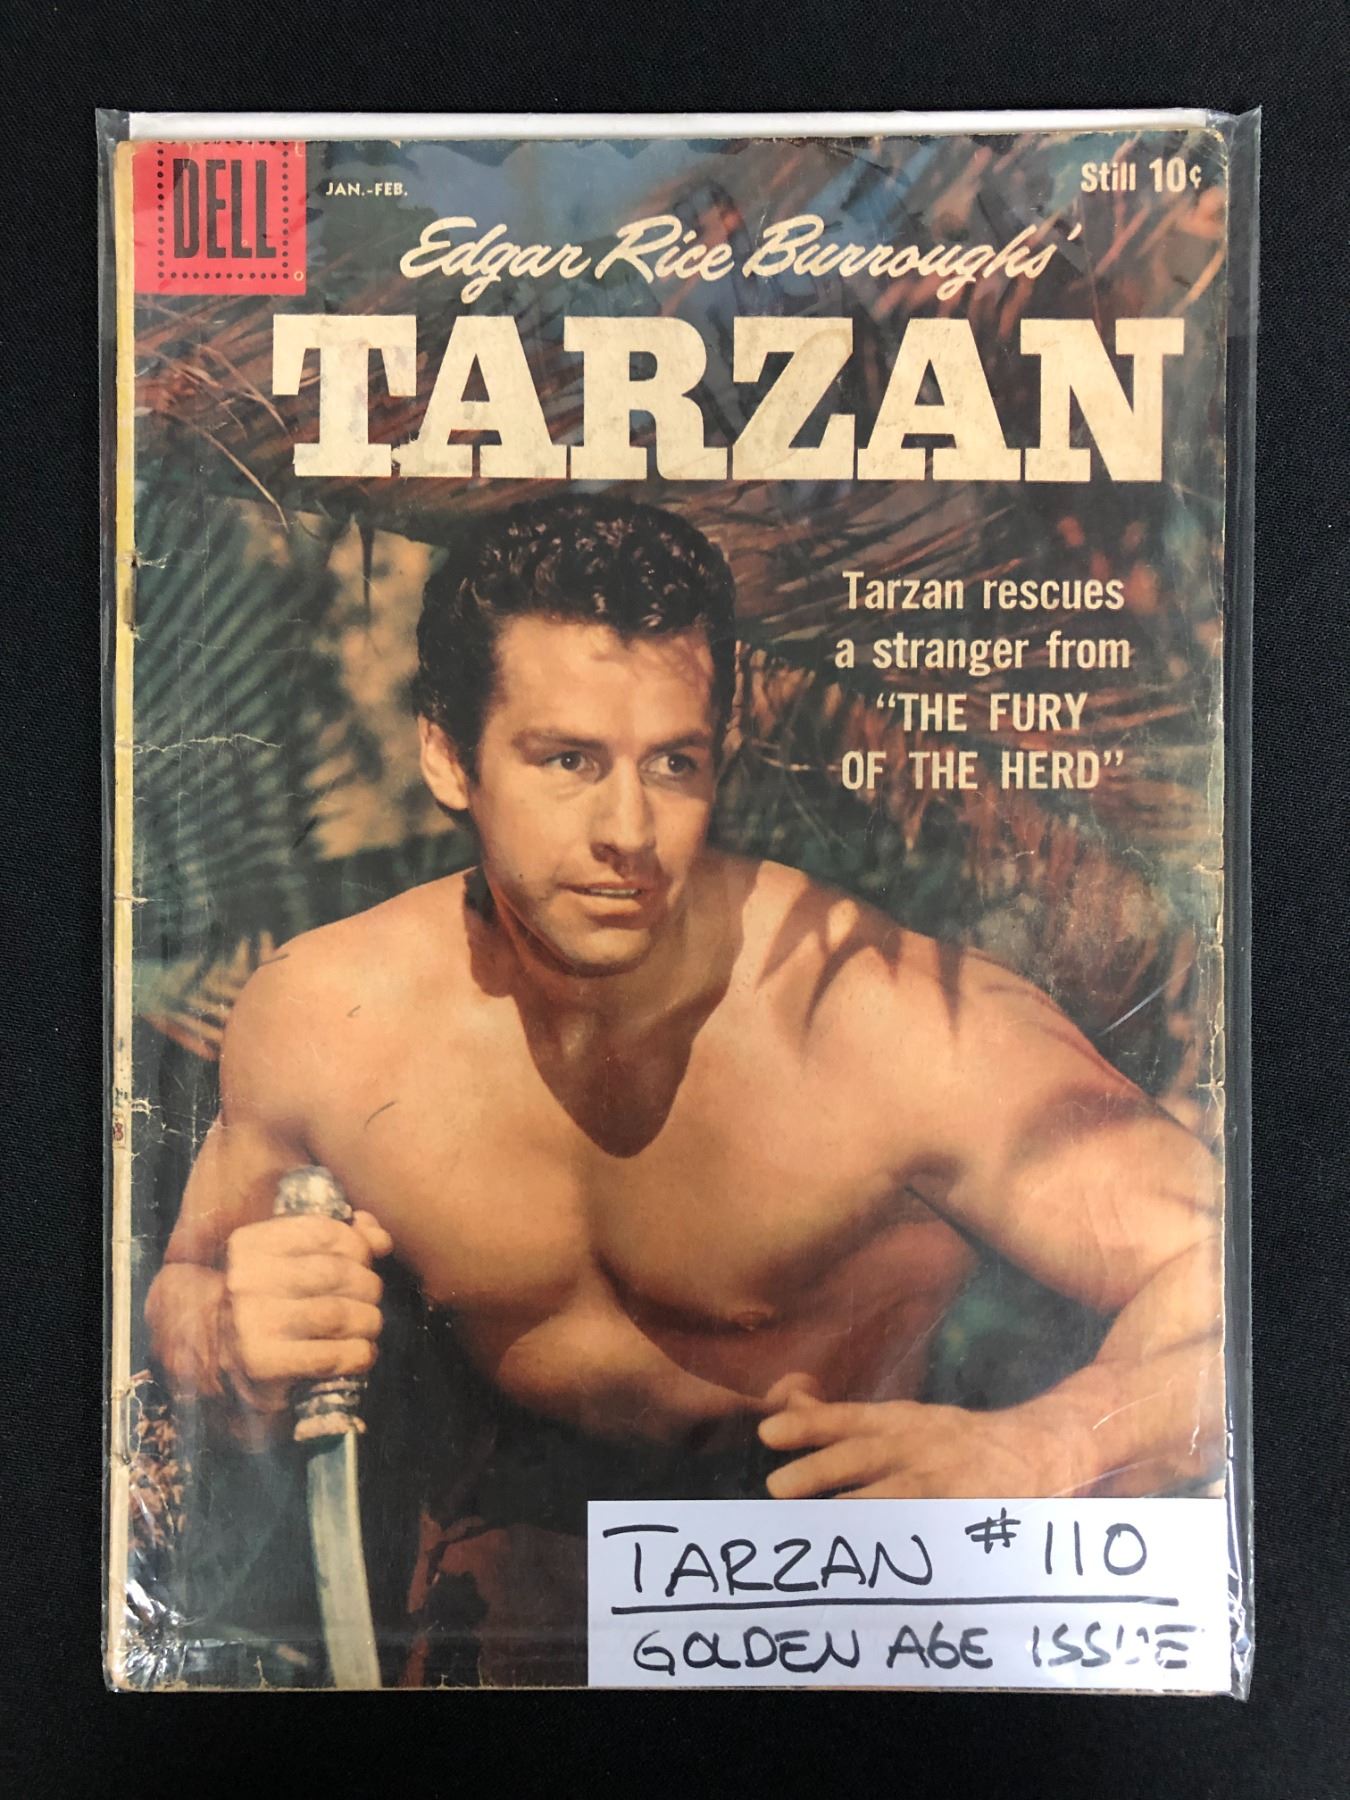 DELL
JAN.-FEB.
Still 10¢
Edgar Rice Burroughs'
TARZAN
Tarzan rescues
a stranger from
“THE FURY
OF THE HERD”
TARZAN #110
GOLDEN AGE ISSUE